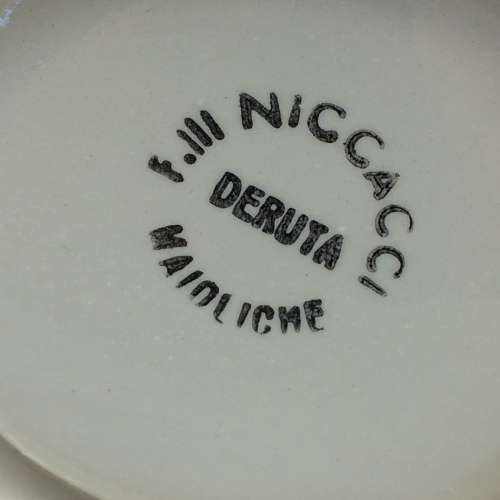 F.lli NICCACCI
DERUTA
MAIOLICHE